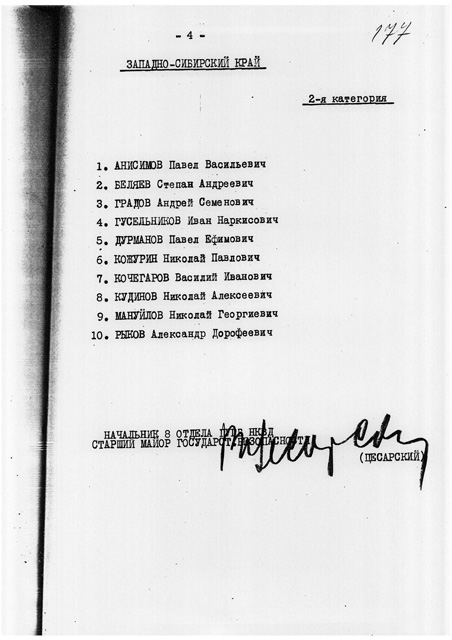 - 4 -
177
ЗАПАДНО-СИБИРСКИЙ КРАЙ
2-я категория
1. АНИСИМОВ Павел Васильевич
2. БЕЛЯЕВ Степан Андреевич
3. ГРАДОВ Андрей Семенович
4. ГУСЕЛЬНИКОВ Иван Наркисович
5. ДУРМАНОВ Павел Ефимович
6. КОЖУРИН Николай Павлович
7. КОЧЕГАРОВ Василий Иванович
8. КУДИНОВ Николай Алексеевич
9. МАНУЙЛОВ Николай Георгиевич
10. РЫКОВ Александр Дорофеевич
НАЧАЛЬНИК 8 ОТДЕЛА НКВД
СТАРШИЙ МАЙОР ГОСУДАРСТ.БЕЗОПАСНОСТИ
(ЦЕСАРСКИЙ)